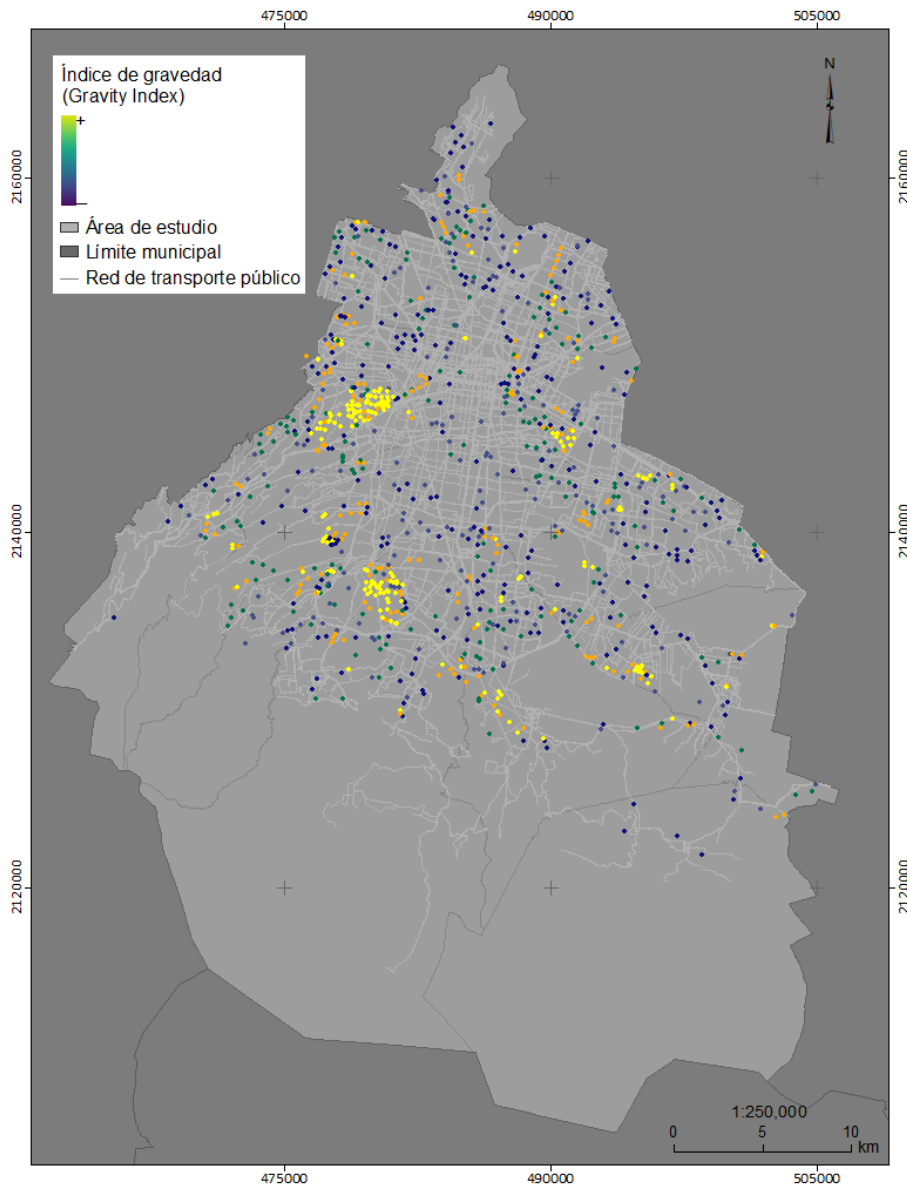 475000
490000
505000
Índice de gravedad
(Gravity Index)
+
–
Área de estudio
Límite municipal
Red de transporte público
N
2160000
2160000
2140000
2140000
2120000
2120000
1:250,000
0
5
10
km
475000
490000
505000